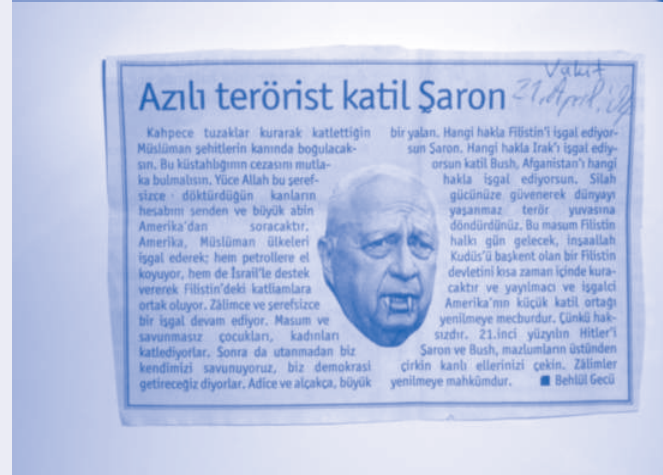 Vakit
21. April.
Azılı terörist katil Şaron
Kahpece tuzaklar kurarak katlettiğin
Müslüman şehitlerin kanında boğulacak-
sın. Bu küstahlığının cezasını mutla-
ka bulmalısın. Yüce Allah bu şeref-
sizce döktürdüğün kanların
hesabını senden ve büyük abin
Amerika'dan soracaktır.
Amerika, Müslüman ülkeleri
işgal ederek; hem petrollere el
koyuyor, hem de İsrail'le destek
vererek Filistin'deki katliamlara
ortak oluyor. Zâlimce ve şerefsizce
bir işgal devam ediyor. Masum ve
savunmasız çocukları, kadınları
katlediyorlar. Sonra da utanmadan biz
kendimizi savunuyoruz, biz demokrasi
getireceğiz diyorlar. Adice ve alçakça, büyük
bir yalan. Hangi hakla Filistin'i işgal ediyor-
sun Şaron. Hangi hakla Irak'ı işgal ediy-
orsun katil Bush, Afganistan'ı hangi
hakla işgal ediyorsun. Silah
gücünüze güvenerek dünyayı
yaşanmaz terör yuvasına
döndürdünüz. Bu masum Filistin
halkı gün gelecek, inşaallah
Kudüs'ü başkent olan bir Filistin
devletini kısa zaman içinde kura-
caktır ve yayılmacı ve işgalci
Amerika'nın küçük katil ortağı
yenilmeye mecburdur. Çünkü hak-
sızdır. 21.inci yüzyılın Hitler'i
Şaron ve Bush, mazlumların üstünden
çirkin kanlı ellerinizi çekin. Zâlimler
yenilmeye mahkûmdur. ■ Behlül Gecü